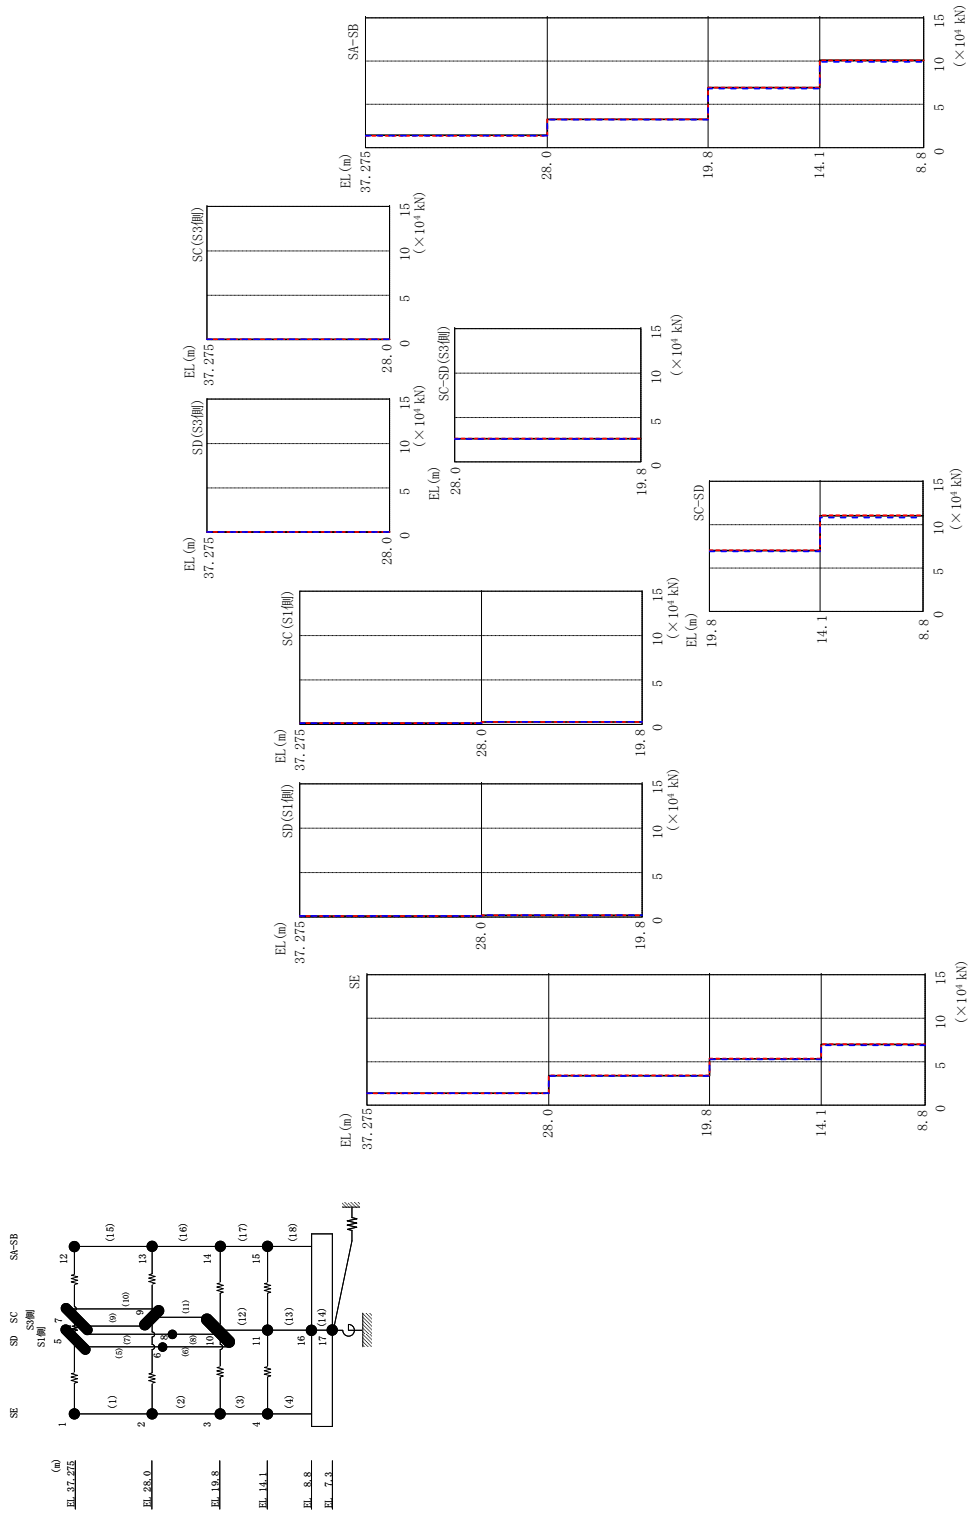 SE
SD
SC
SA-SB
S1側
S3側
(m)
EL 37.275
EL 28.0
EL 19.8
EL 14.1
EL 8.8
EL 7.3
1
5
7
12
(1)
(5)
(7)
(9)
(10)
(15)
2
6
8
9
13
(2)
(6)
(8)
(11)
(16)
3
10
14
(3)
(12)
(17)
4
11
15
(4)
(13)
(18)
16
17
(14)
SE
EL(m)
37.275
28.0
19.8
14.1
8.8
0
5
10
15
(×10⁴ kN)
SD(S1側)
EL(m)
37.275
28.0
19.8
0
5
10
15
(×10⁴ kN)
SC(S1側)
EL(m)
37.275
28.0
19.8
0
5
10
15
(×10⁴ kN)
SD(S3側)
EL(m)
37.275
28.0
0
5
10
15
(×10⁴ kN)
SC(S3側)
EL(m)
37.275
28.0
0
5
10
15
(×10⁴ kN)
SC-SD(S3側)
EL(m)
28.0
19.8
0
5
10
15
(×10⁴ kN)
SC-SD
EL(m)
19.8
14.1
8.8
0
5
10
15
(×10⁴ kN)
SA-SB
EL(m)
37.275
28.0
19.8
14.1
8.8
0
5
10
15
(×10⁴ kN)